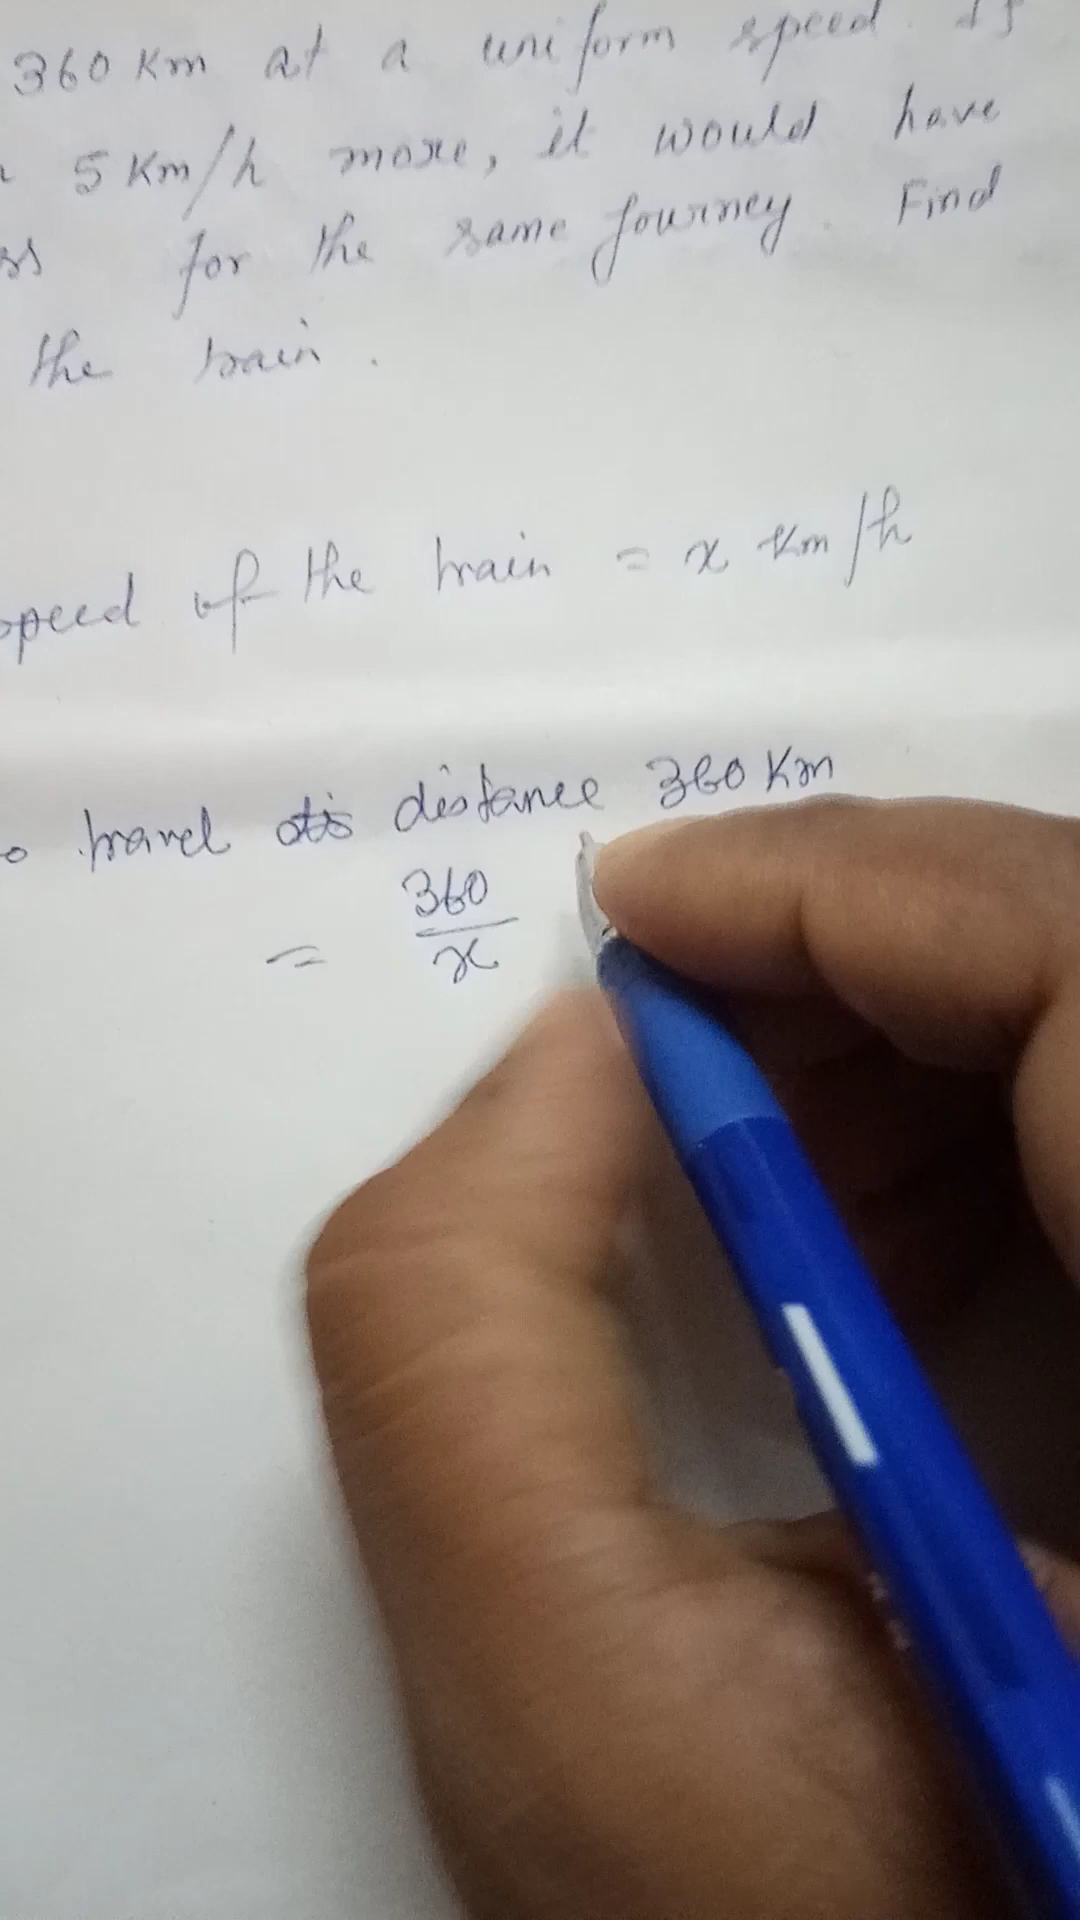 360 Km at a uniform speed. If
5 Km/h more, it would have
for the same journey. Find
the train.
speed of the train = x Km/h
travel distance 360 Km
= 360/x